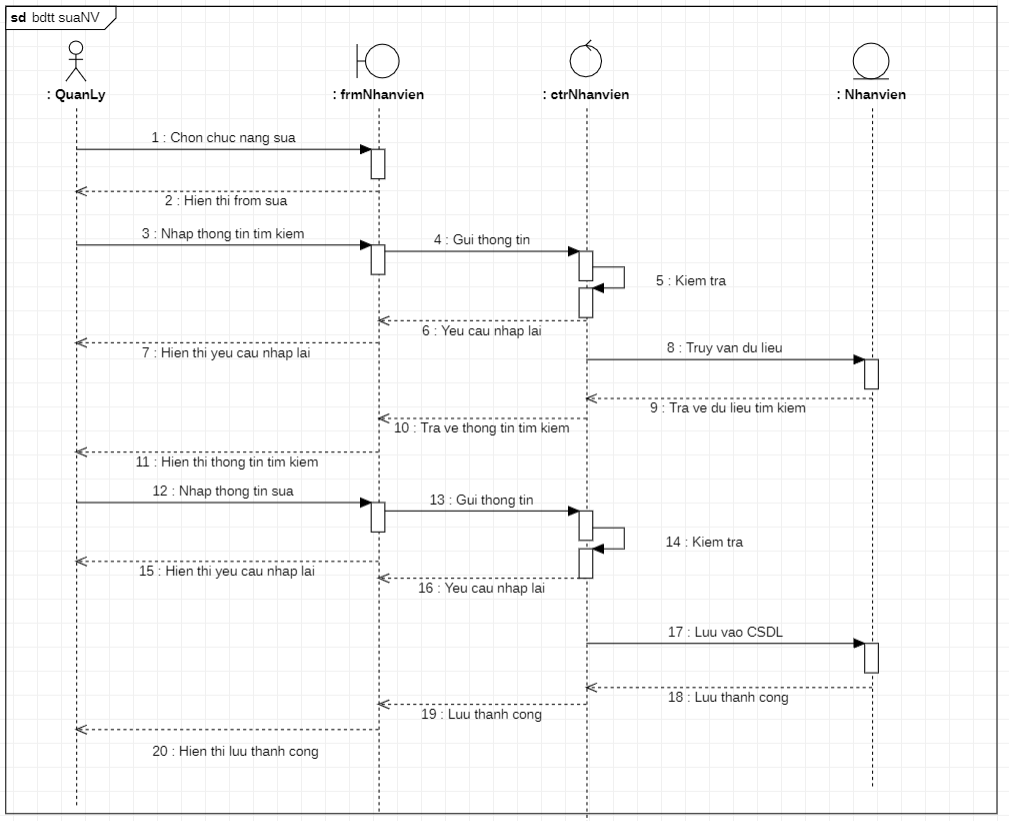 sd bdtt suaNV
: QuanLy
: frmNhanvien
: ctrNhanvien
: Nhanvien
1 : Chon chuc nang sua
2 : Hien thi from sua
3 : Nhap thong tin tim kiem
4 : Gui thong tin
5 : Kiem tra
6 : Yeu cau nhap lai
7 : Hien thi yeu cau nhap lai
8 : Truy van du lieu
9 : Tra ve du lieu tim kiem
10 : Tra ve thong tin tim kiem
11 : Hien thi thong tin tim kiem
12 : Nhap thong tin sua
13 : Gui thong tin
14 : Kiem tra
15 : Hien thi yeu cau nhap lai
16 : Yeu cau nhap lai
17 : Luu vao CSDL
18 : Luu thanh cong
19 : Luu thanh cong
20 : Hien thi luu thanh cong